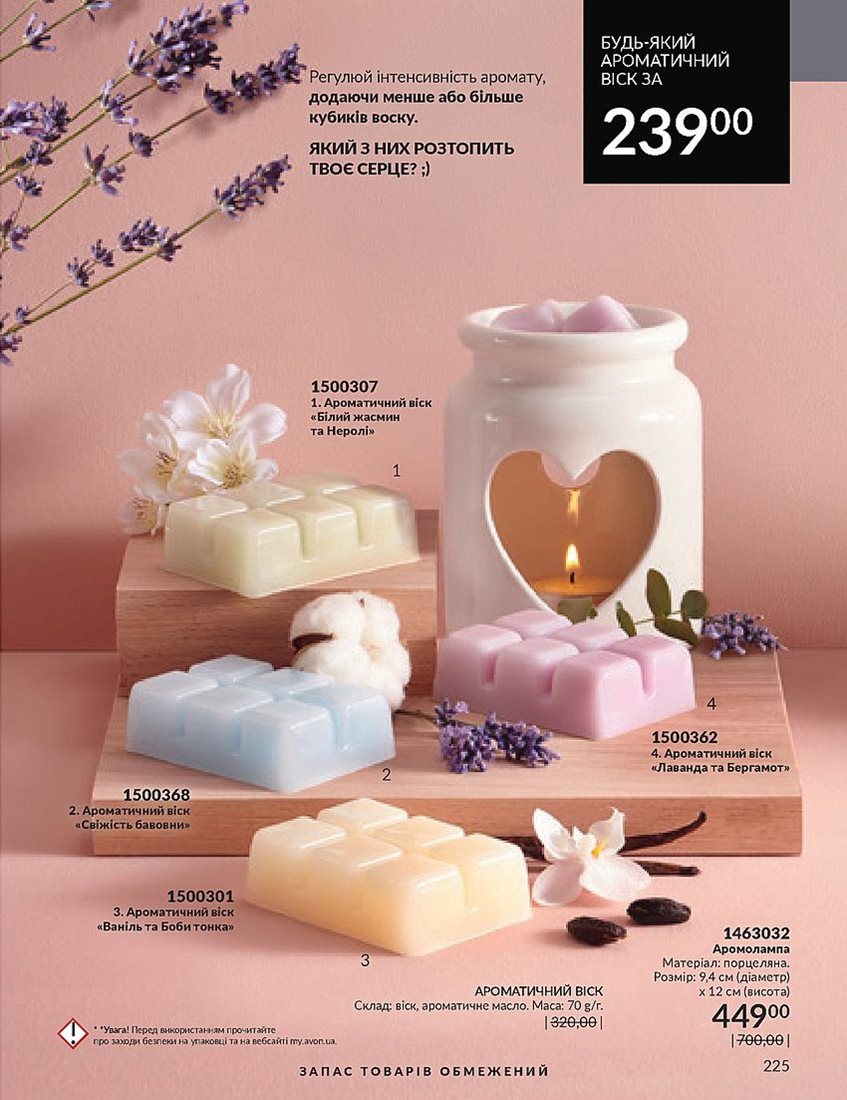 Регулюй інтенсивність аромату,
додаючи менше або більше
кубиків воску.
ЯКИЙ З НИХ РОЗТОПИТЬ
ТВОЄ СЕРЦЕ? ;)
БУДЬ-ЯКИЙ
АРОМАТИЧНИЙ
ВІСК ЗА
239⁰⁰
1500307
1. Ароматичний віск
«Білий жасмин
та Неролі»
1
4
1500362
4. Ароматичний віск
«Лаванда та Бергамот»
2
1500368
2. Ароматичний віск
«Свіжість бавовни»
1500301
3. Ароматичний віск
«Ваніль та Боби тонка»
3
1463032
Аромолампа
Матеріал: порцеляна.
Розмір: 9,4 см (діаметр)
х 12 см (висота)
449⁰⁰
|700,00|
АРОМАТИЧНИЙ ВІСК
Склад: віск, ароматичне масло. Маса: 70 g/г.
|320,00|
* *Увага! Перед використанням прочитайте
про заходи безпеки на упаковці та на вебсайті my.avon.ua.
ЗАПАС ТОВАРІВ ОБМЕЖЕНИЙ
225